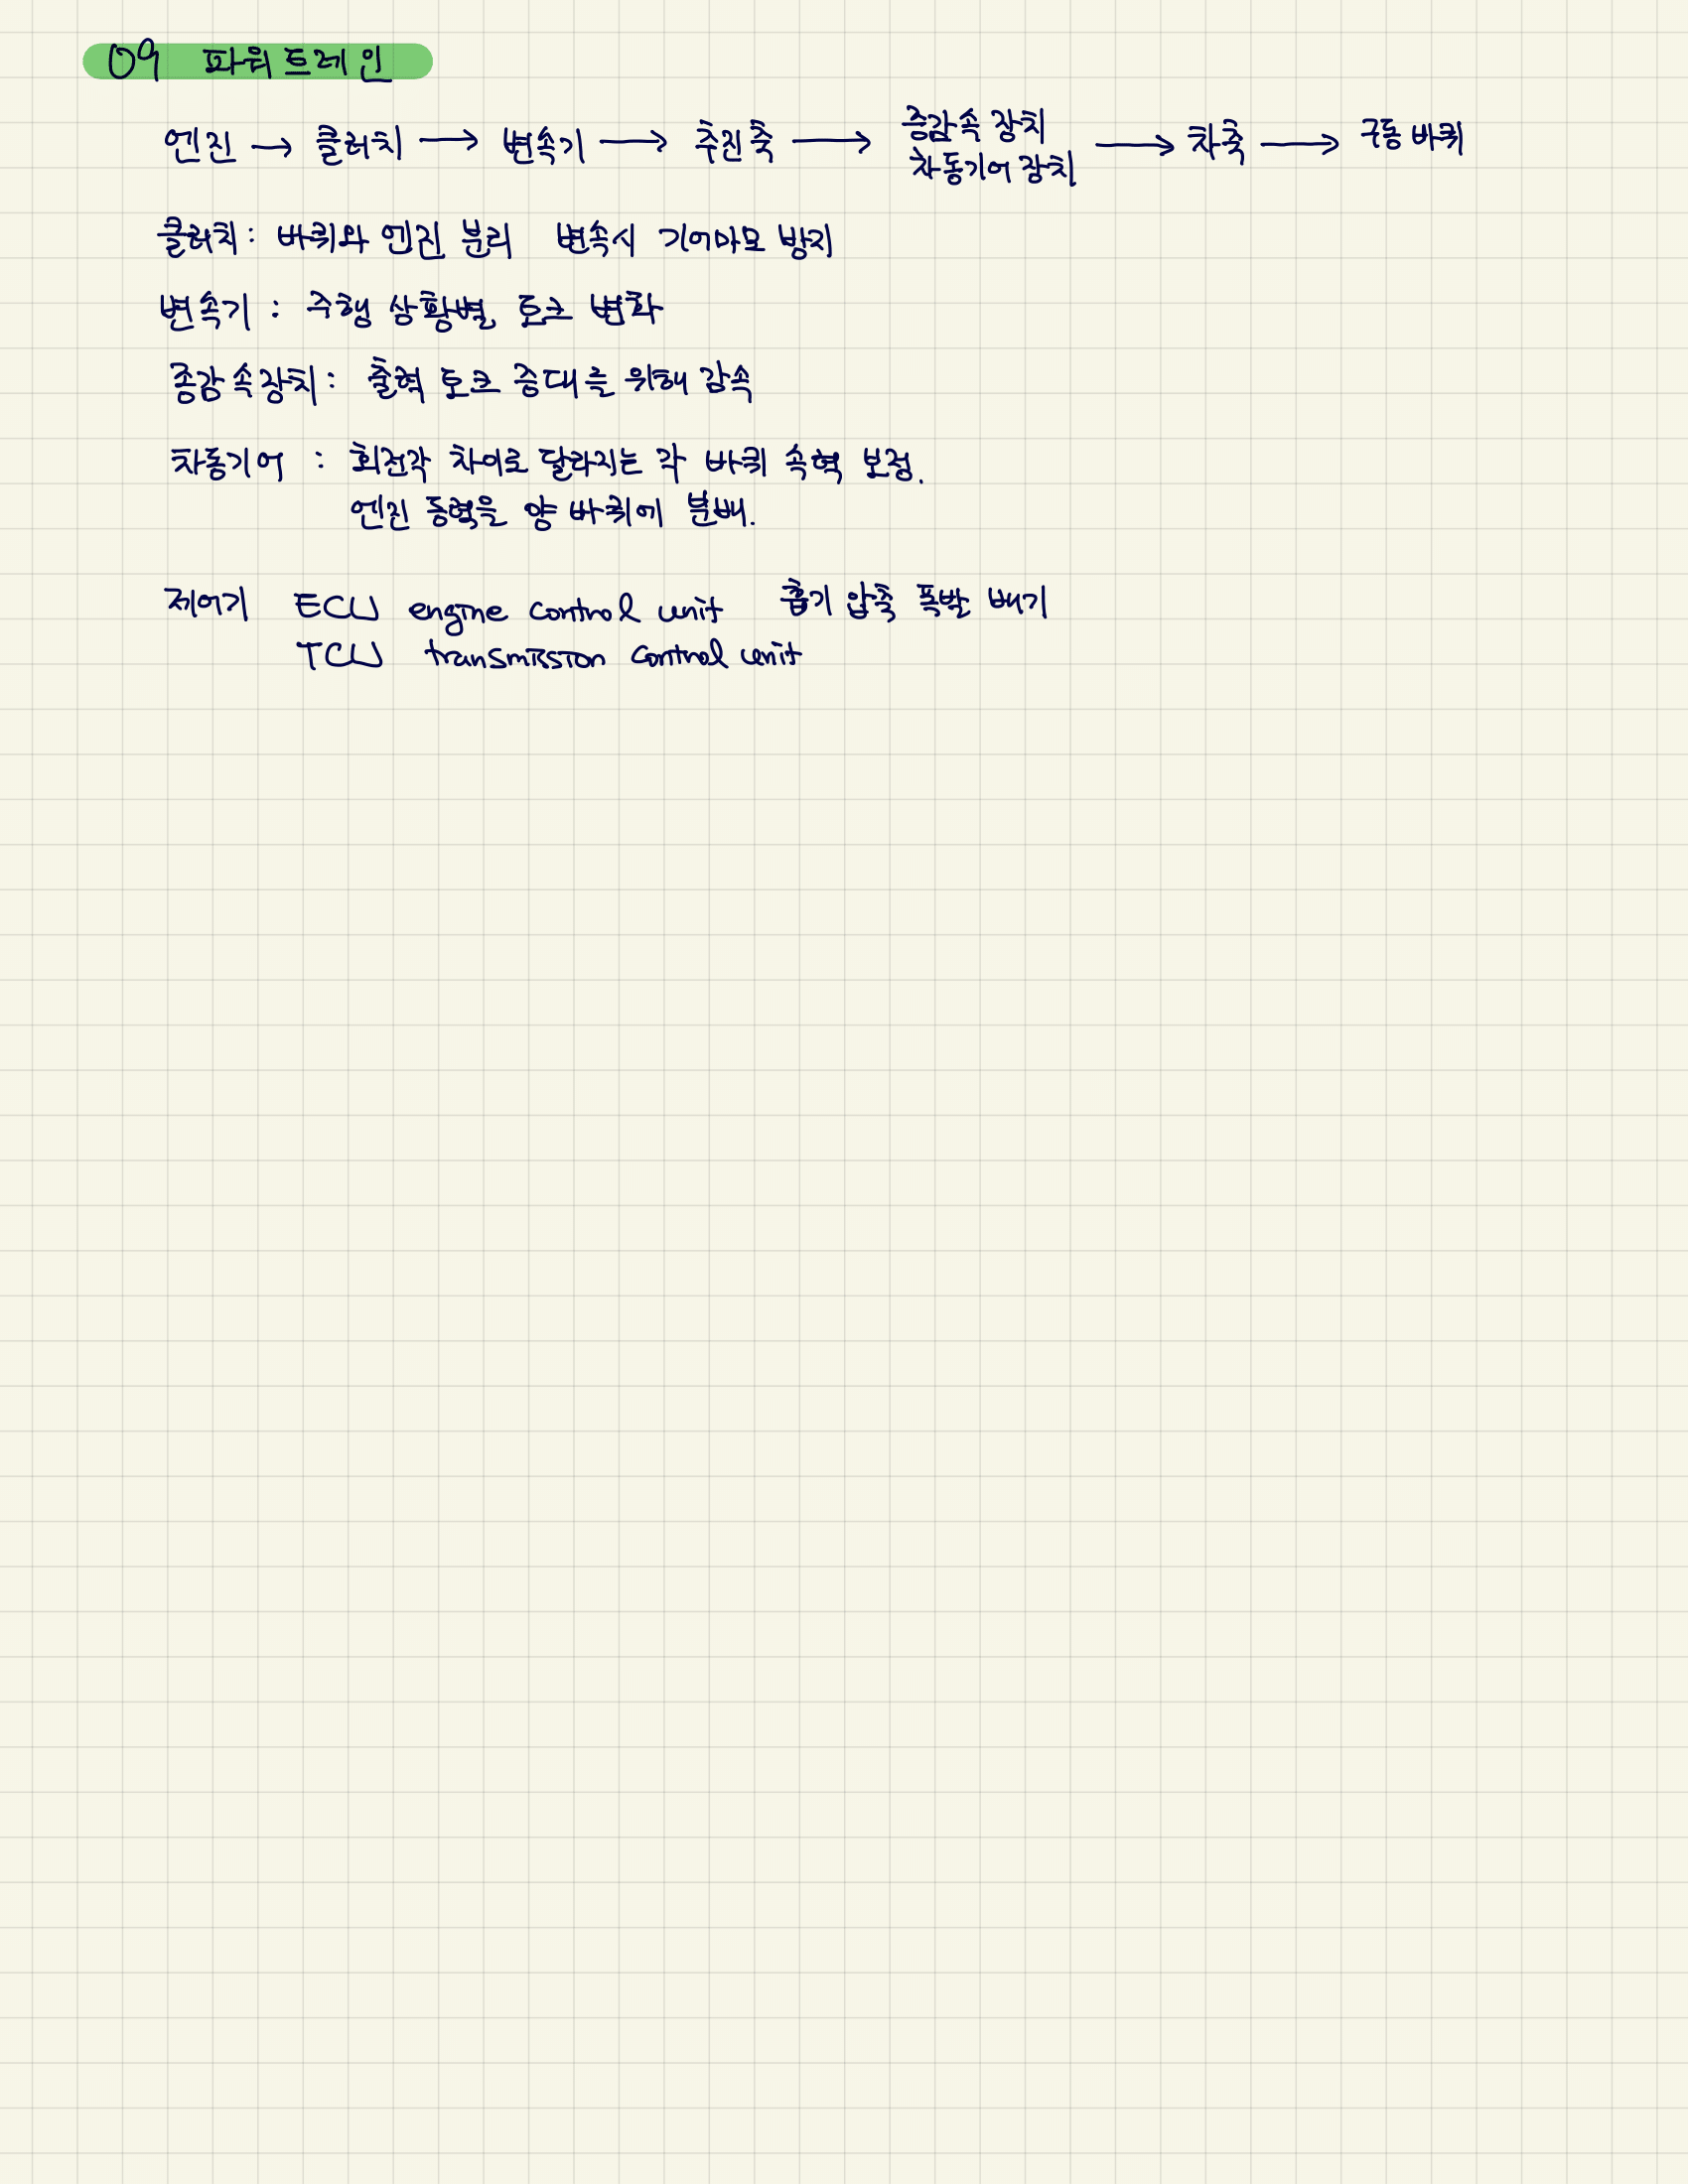 09 파워트레인
엔진 → 클러치 → 변속기 → 추진축 → 종감속 장치 차동기어 장치 → 차축 → 구동 바퀴
클러치 : 바퀴와 엔진 분리 변속시 기어마모 방지
변속기 : 주행 상황별 토크 변화
종감속장치 : 출력 토크 증대를 위해 감속
차동기어 : 회전각 차이로 달라지는 각 바퀴 속력 보정.
엔진 동력을 양 바퀴에 분배.
제어기 ECU engine control unit 흡기 압축 폭발 배기
TCU transmission control unit